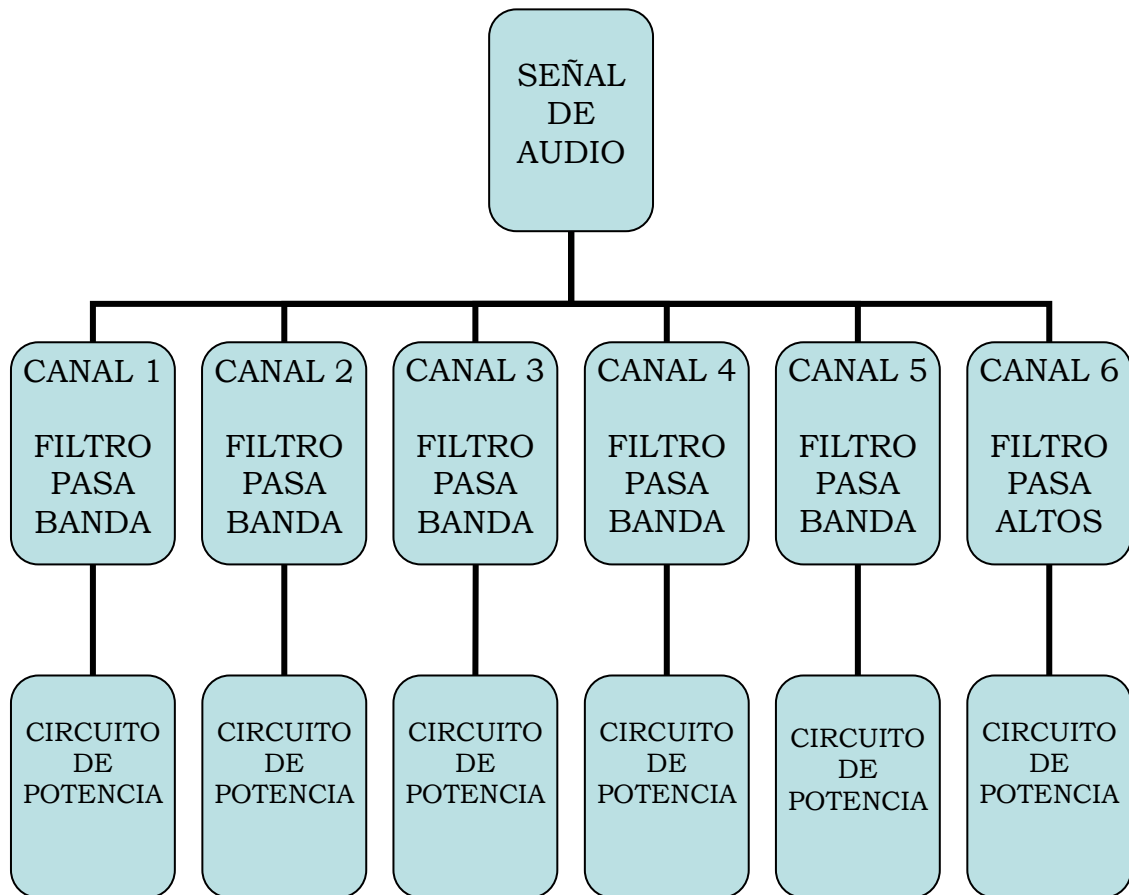 SEÑAL
DE
AUDIO
CANAL 1
FILTRO
PASA
BANDA
CANAL 2
FILTRO
PASA
BANDA
CANAL 3
FILTRO
PASA
BANDA
CANAL 4
FILTRO
PASA
BANDA
CANAL 5
FILTRO
PASA
BANDA
CANAL 6
FILTRO
PASA
ALTOS
CIRCUITO
DE
POTENCIA
CIRCUITO
DE
POTENCIA
CIRCUITO
DE
POTENCIA
CIRCUITO
DE
POTENCIA
CIRCUITO
DE
POTENCIA
CIRCUITO
DE
POTENCIA